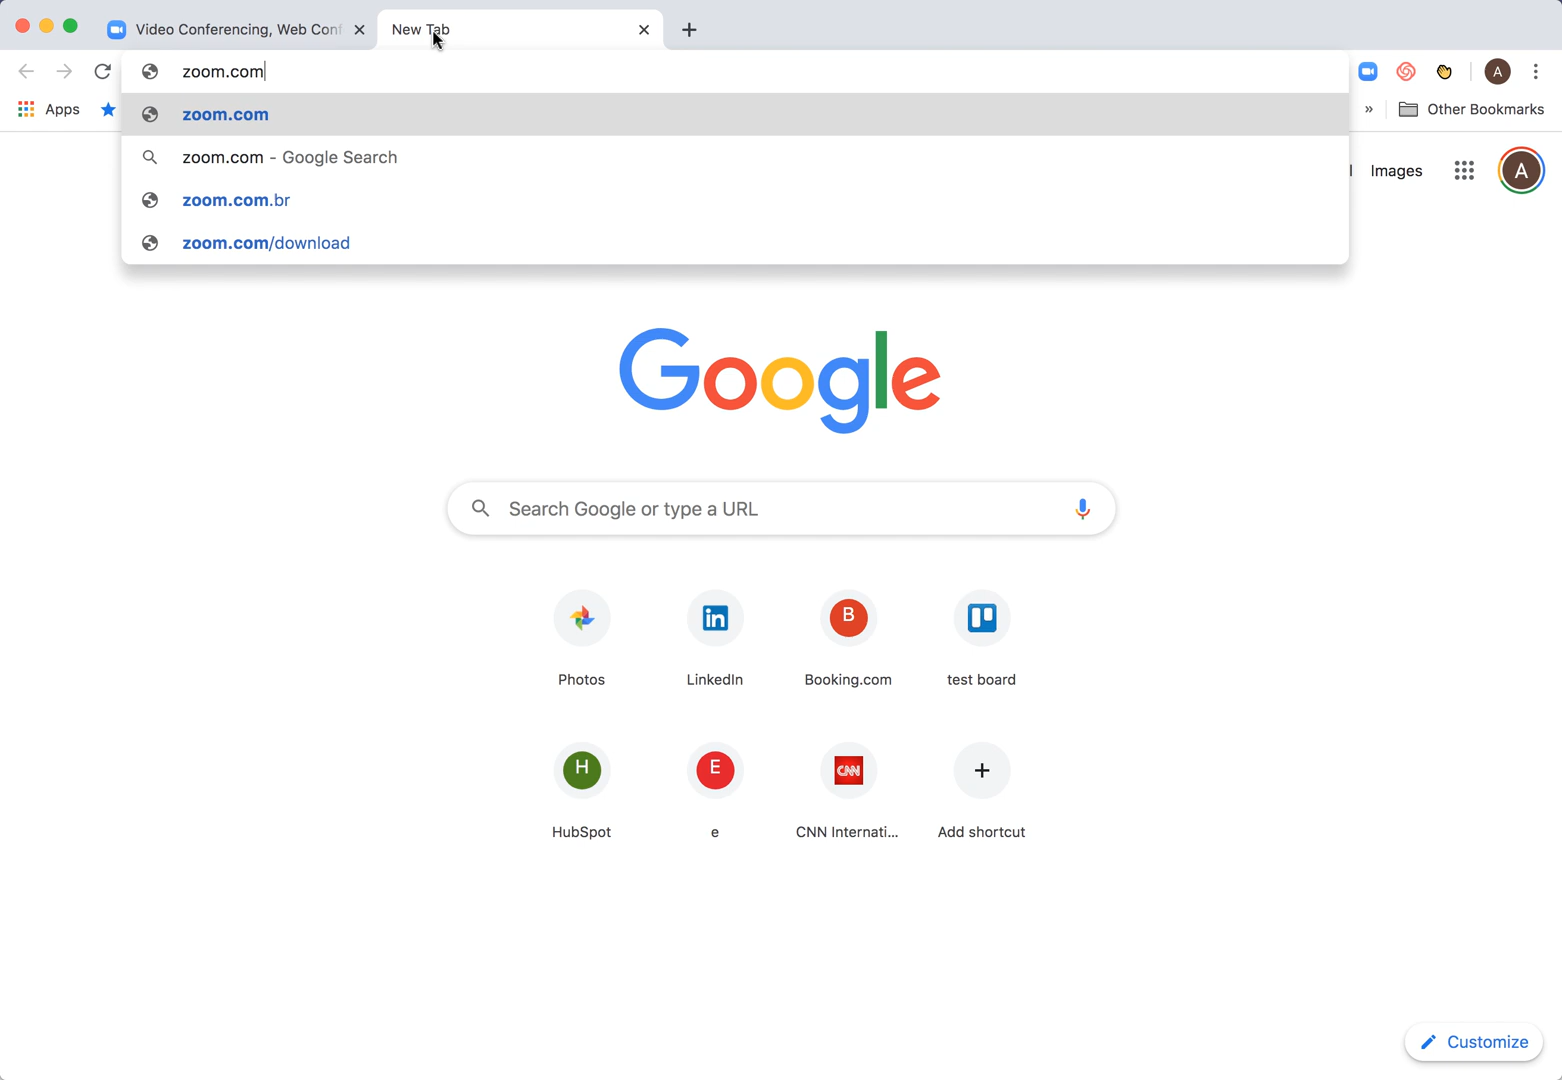 Video Conferencing, Web Conf
New Tab
zoom.com
A
Apps
zoom.com
» Other Bookmarks
zoom.com - Google Search
Images
A
zoom.com.br
zoom.com/download
Google
Search Google or type a URL
in
B
Photos
LinkedIn
Booking.com
test board
H
E
CNN
HubSpot
e
CNN Internati...
Add shortcut
Customize